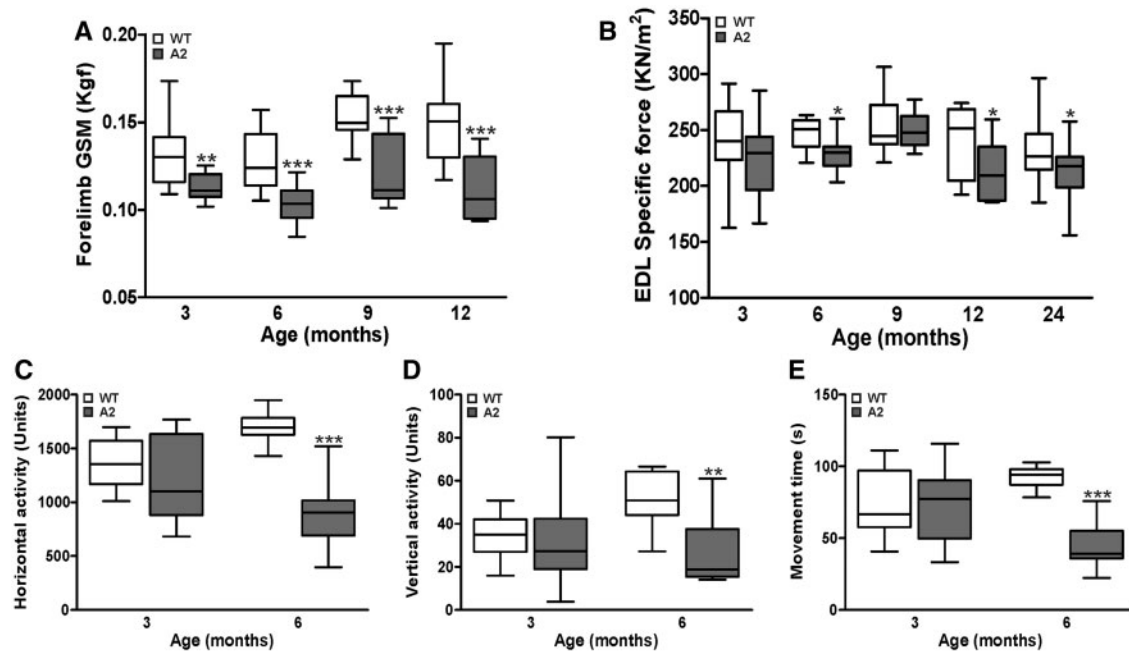 A
Forelimb GSM (Kgf)
0.20
0.15
0.10
0.05
WT
A2
**
***
***
***
3 6 9 12
Age (months)
B
EDL Specific force (KN/m²)
350
300
250
200
150
100
WT
A2
*
*
*
3 6 9 12 24
Age (months)
C
Horizontal activity (Units)
2000
1500
1000
500
0
WT
A2
***
3 6
Age (months)
D
Vertical activity (Units)
100
80
60
40
20
0
WT
A2
**
3 6
Age (months)
E
Movement time (s)
150
100
50
0
WT
A2
***
3 6
Age (months)